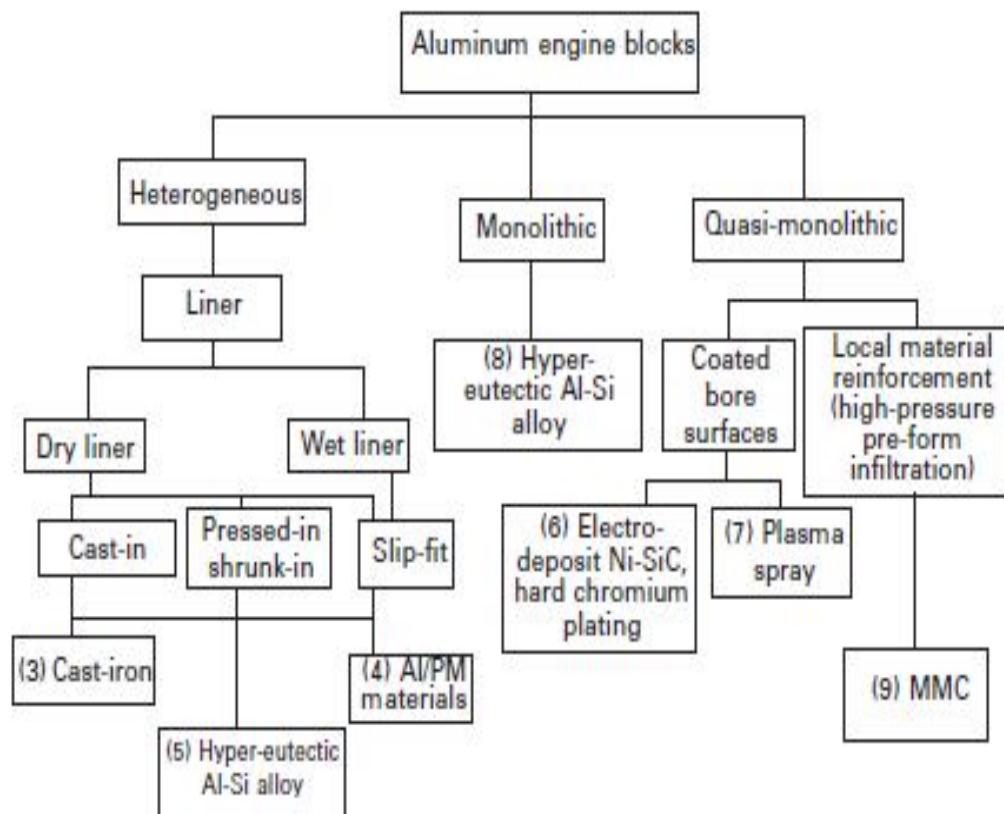 Aluminum engine blocks
Heterogeneous
Monolithic
Quasi-monolithic
Liner
(8) Hyper-
eutectic Al-Si
alloy
Coated
bore
surfaces
Local material
reinforcement
(high-pressure
pre-form
infiltration)
Dry liner
Wet liner
Cast-in
Pressed-in
shrunk-in
Slip-fit
(6) Electro-
deposit Ni-SiC,
hard chromium
plating
(7) Plasma
spray
(3) Cast-iron
(4) Al/PM
materials
(9) MMC
(5) Hyper-eutectic
Al-Si alloy